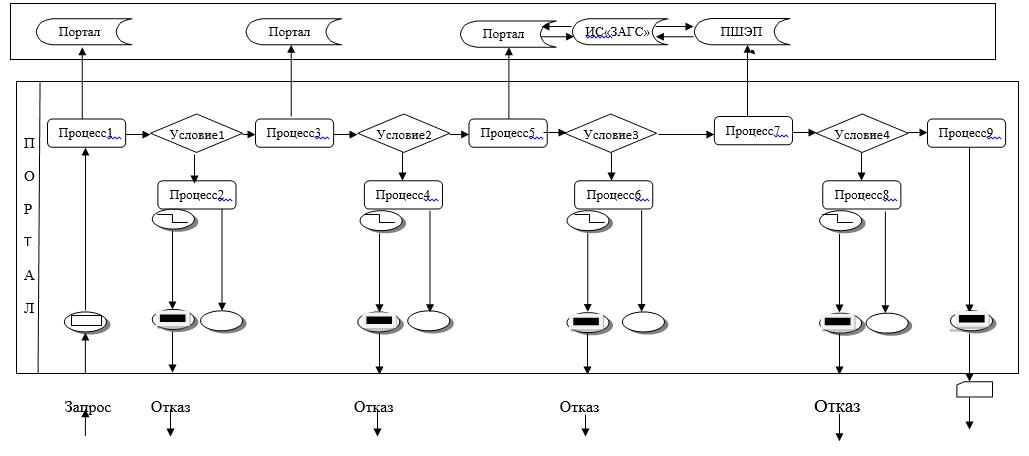 Портал
Портал
Портал
ИС«ЗАГС»
ПШЭП
ПОРТАЛ
Процесс1
Условие1
Процесс3
Условие2
Процесс5
Условие3
Процесс7
Условие4
Процесс9
Процесс2
Процесс4
Процесс6
Процесс8
Запрос
Отказ
Отказ
Отказ
Отказ